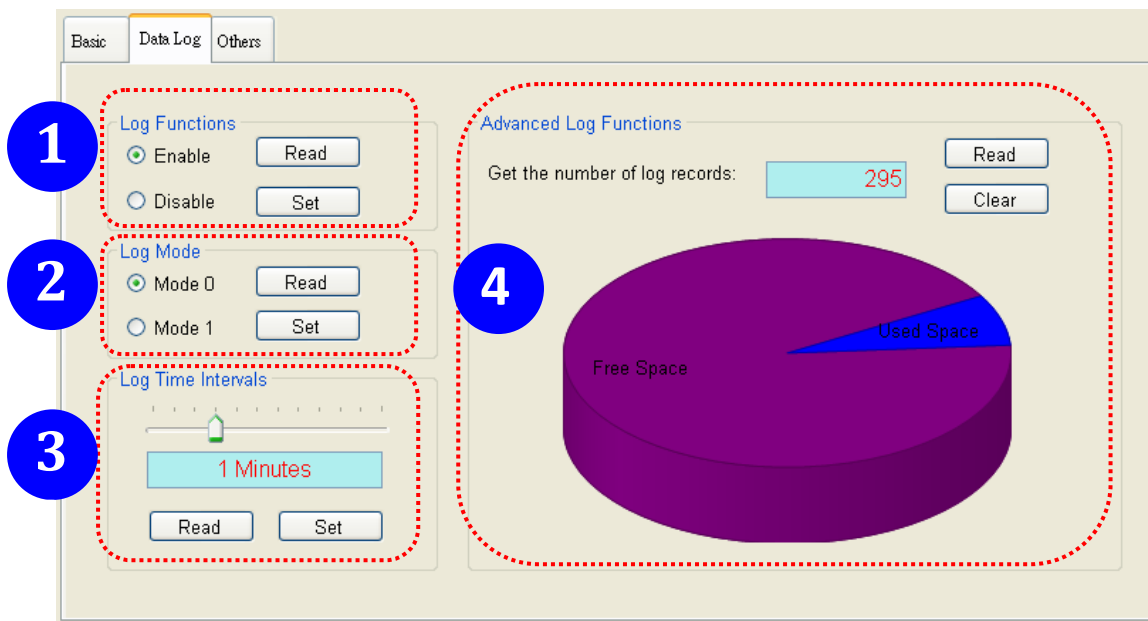 Basic Data Log Others
1
Log Functions
Enable Read
Disable Set
2
Log Mode
Mode 0 Read
Mode 1 Set
3
Log Time Intervals
1 Minutes
Read Set
4
Advanced Log Functions
Get the number of log records: 295 Read
Clear
Used Space
Free Space